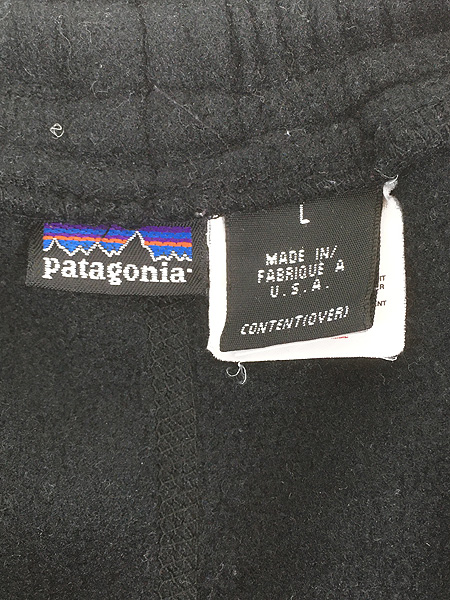 patagonia
L
MADE IN/
FABRIQUE A
U.S.A.
CONTENT(OVER)